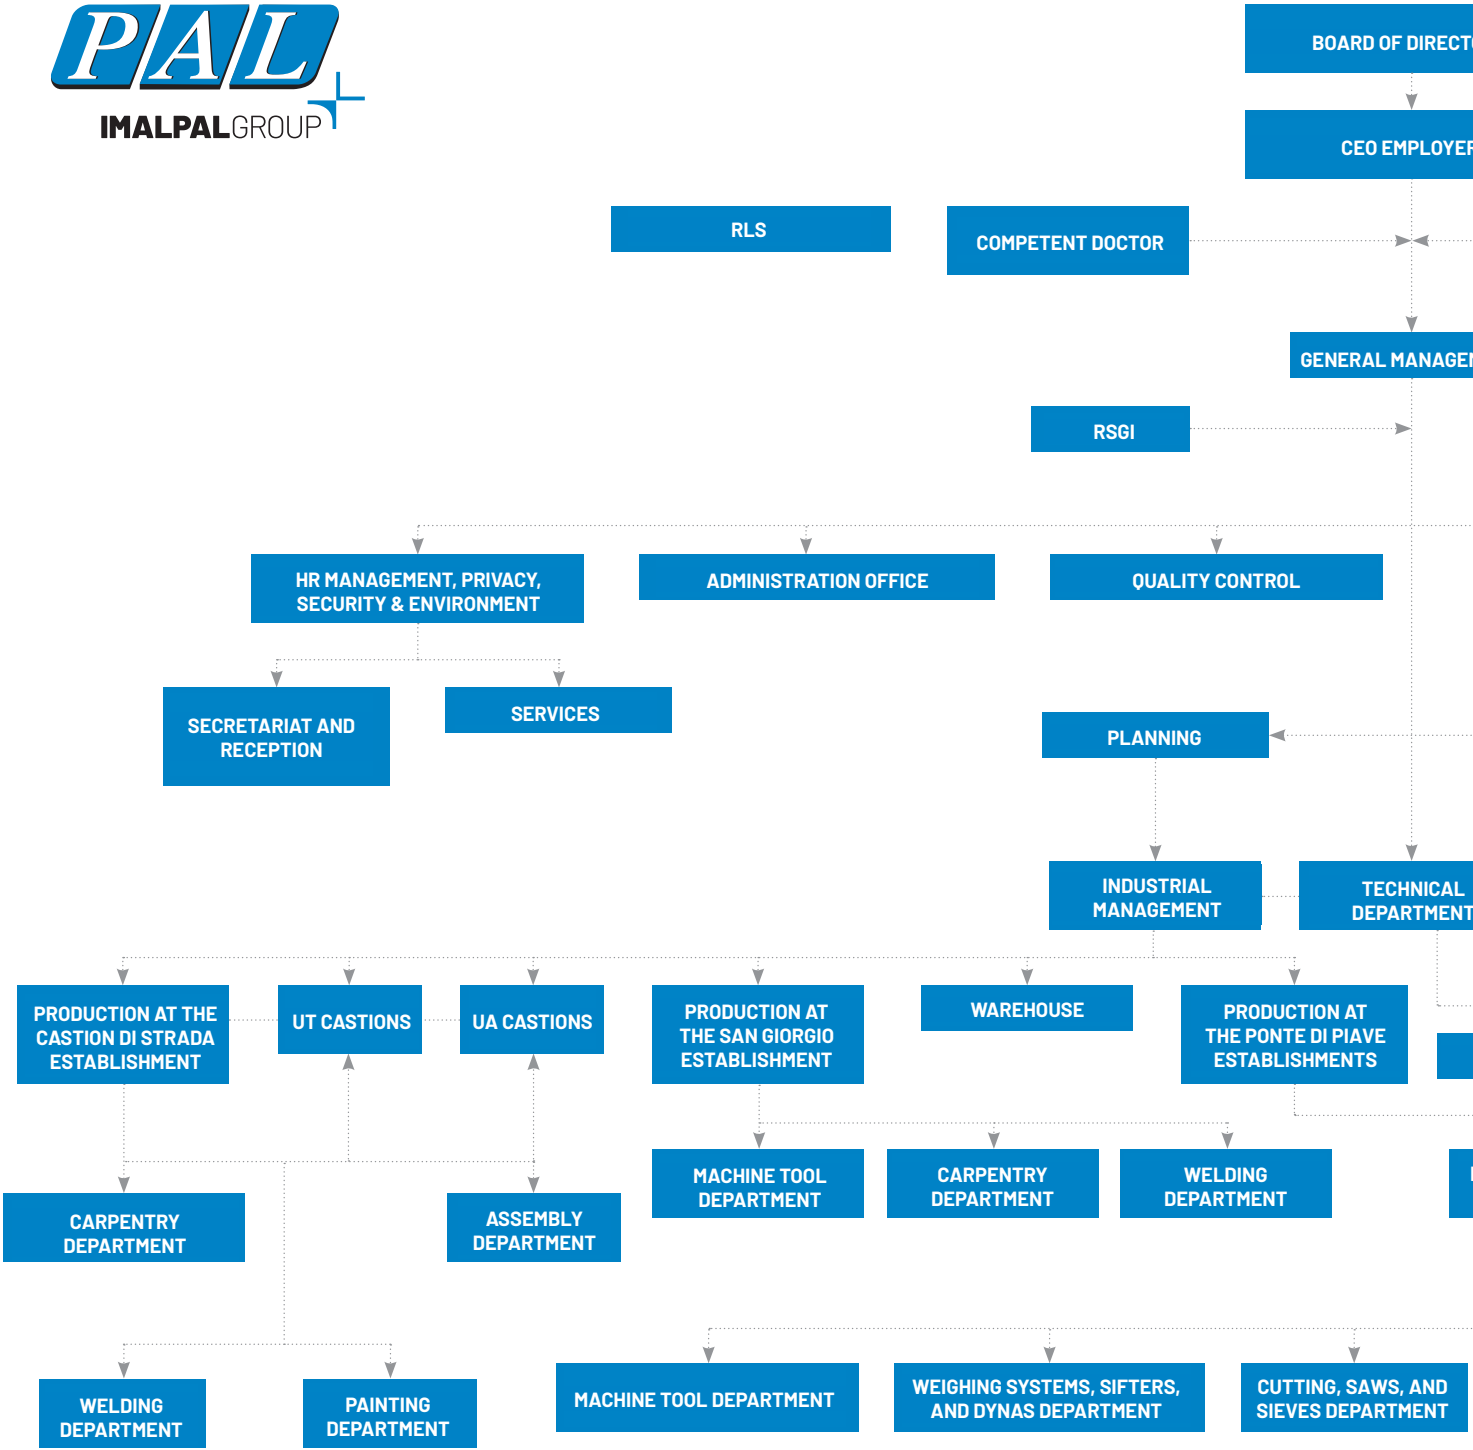 PAL
IMALPALGROUP
BOARD OF DIRECTO
CEO EMPLOYER
RLS
COMPETENT DOCTOR
GENERAL MANAGEM
RSGI
HR MANAGEMENT, PRIVACY,
SECURITY & ENVIRONMENT
ADMINISTRATION OFFICE
QUALITY CONTROL
SECRETARIAT AND
RECEPTION
SERVICES
PLANNING
INDUSTRIAL
MANAGEMENT
TECHNICAL
DEPARTMENT
PRODUCTION AT THE
CASTION DI STRADA
ESTABLISHMENT
UT CASTIONS
UA CASTIONS
PRODUCTION AT
THE SAN GIORGIO
ESTABLISHMENT
WAREHOUSE
PRODUCTION AT
THE PONTE DI PIAVE
ESTABLISHMENTS
MACHINE TOOL
DEPARTMENT
CARPENTRY
DEPARTMENT
WELDING
DEPARTMENT
CARPENTRY
DEPARTMENT
ASSEMBLY
DEPARTMENT
WELDING
DEPARTMENT
PAINTING
DEPARTMENT
MACHINE TOOL DEPARTMENT
WEIGHING SYSTEMS, SIFTERS,
AND DYNAS DEPARTMENT
CUTTING, SAWS, AND
SIEVES DEPARTMENT